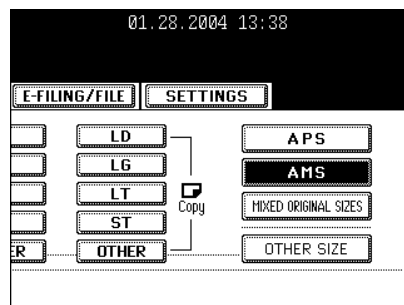 01.28.2004 13:38
E-FILING/FILE SETTINGS
LD APS
LG AMS
LT Copy MIXED ORIGINAL SIZES
ST
ER OTHER OTHER SIZE